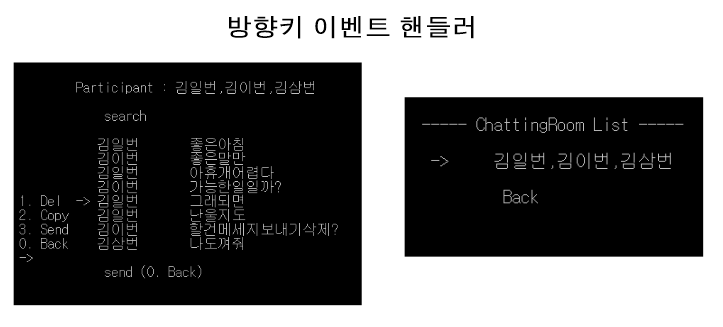 방향키 이벤트 핸들러
Participant : 김일번,김이번,김삼번
search
김일번 좋은아침
김이번 좋은말만
김일번 아휴개어렵다
김이번 가능한일일까?
1. Del -> 김일번 그래되면
2. Copy 김일번 난울지도
3. Send 김이번 할건메세지보내기삭제?
0. Back 김삼번 나도껴줘
->
send (0. Back)
----- ChattingRoom List -----
-> 김일번,김이번,김삼번
Back